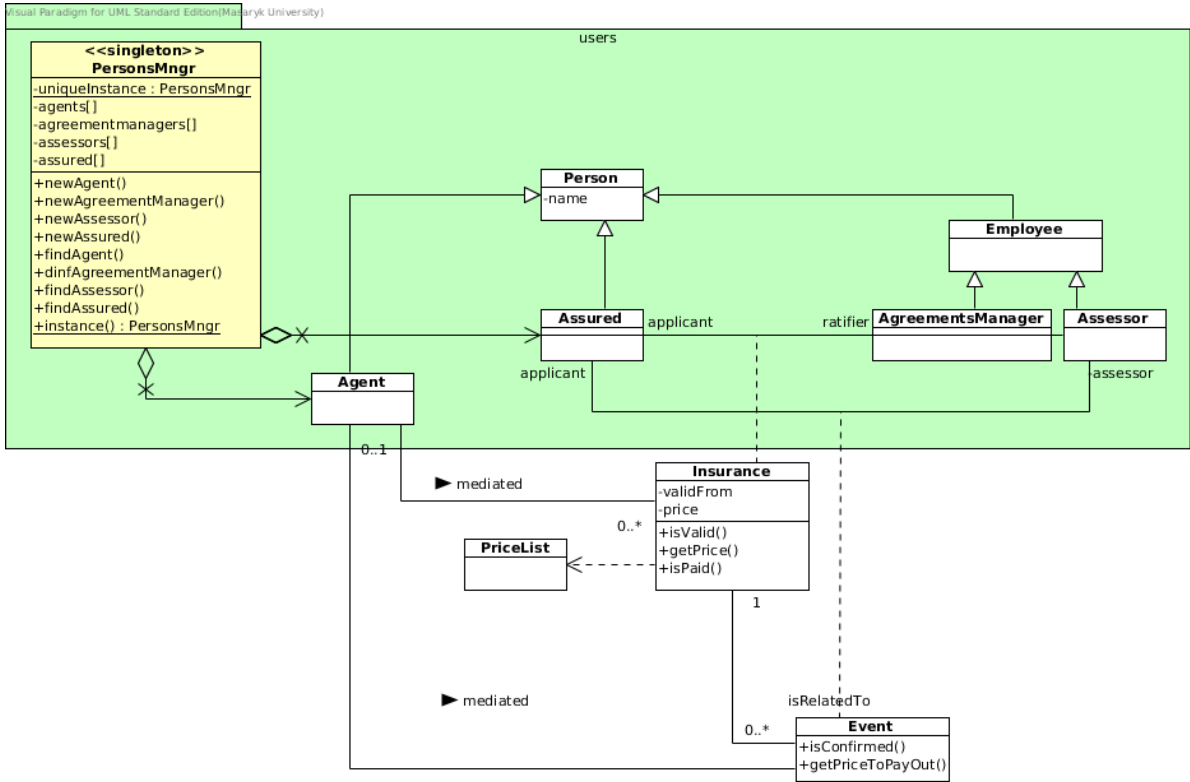 Visual Paradigm for UML Standard Edition(Masaryk University)
users
<<singleton>>
PersonsMngr
-uniqueInstance : PersonsMngr
-agents[]
-agreementmanagers[]
-assessors[]
-assured[]
+newAgent()
+newAgreementManager()
+newAssessor()
+newAssured()
+findAgent()
+dinfAgreementManager()
+findAssessor()
+findAssured()
+instance() : PersonsMngr
Person
-name
Employee
Assured
applicant
ratifier
AgreementsManager
Assessor
applicant
-assessor
Agent
0..1
mediated
Insurance
-validFrom
-price
+isValid()
+getPrice()
+isPaid()
0..*
PriceList
1
mediated
isRelatedTo
0..*
Event
+isConfirmed()
+getPriceToPayOut()